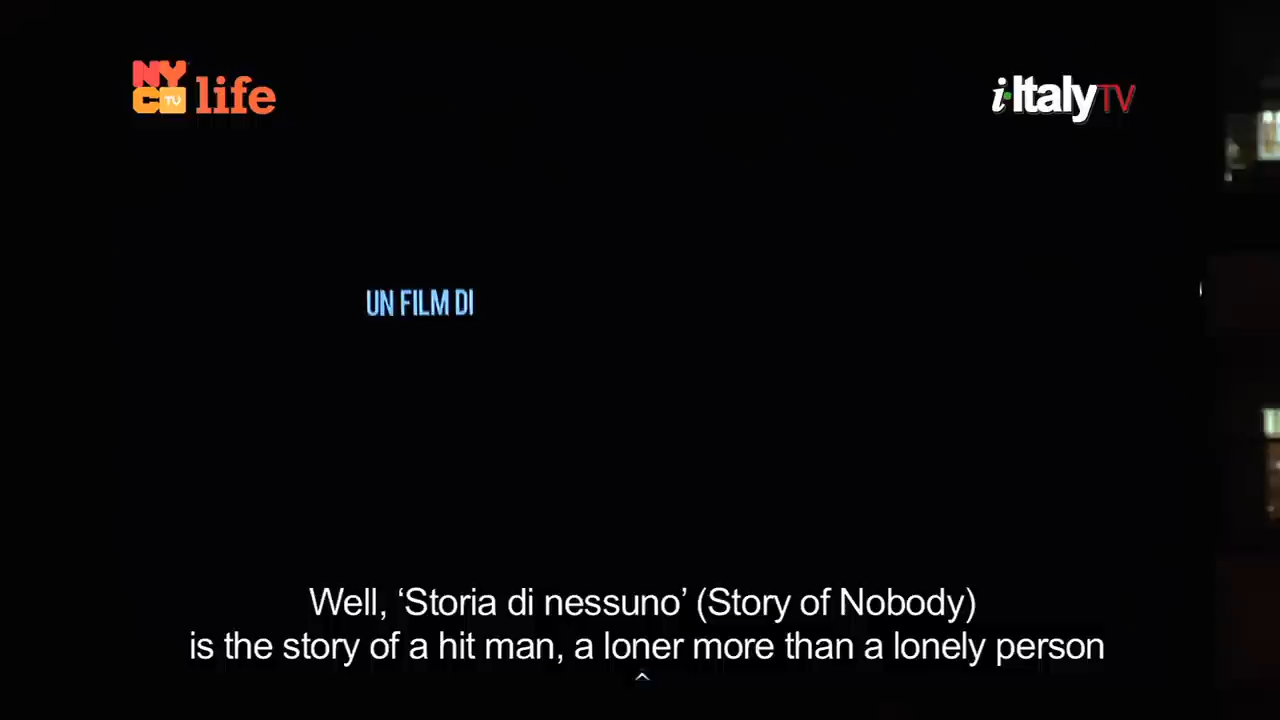 NYC TV life
i-Italy TV
UN FILM DI
Well, ‘Storia di nessuno’ (Story of Nobody)
is the story of a hit man, a loner more than a lonely person
^